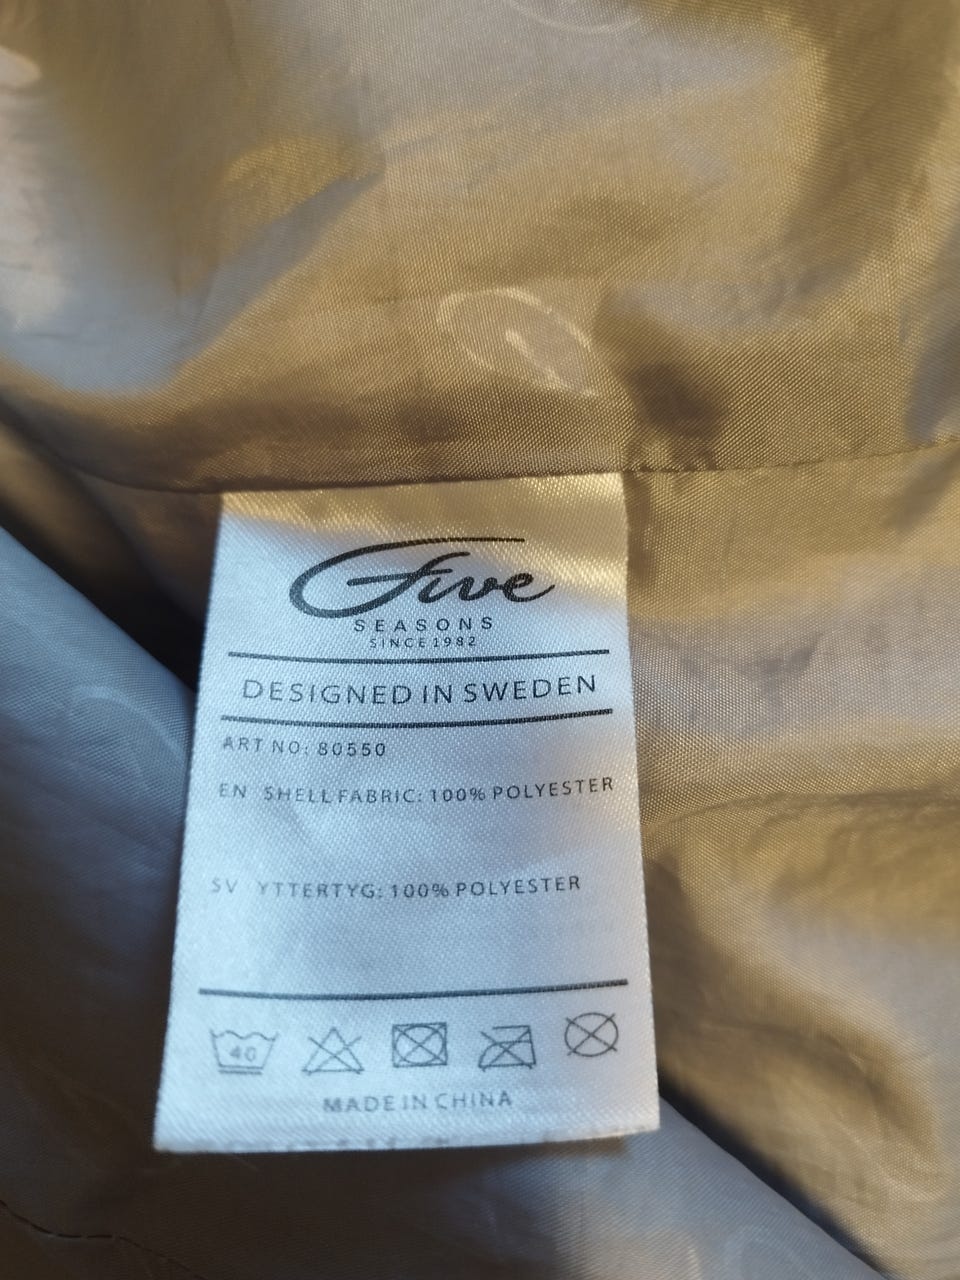 Five
SEASONS
SINCE 1982
DESIGNED IN SWEDEN
ART NO: 80550
EN SHELL FABRIC: 100% POLYESTER
SV YTTERTYG: 100% POLYESTER
40
MADE IN CHINA